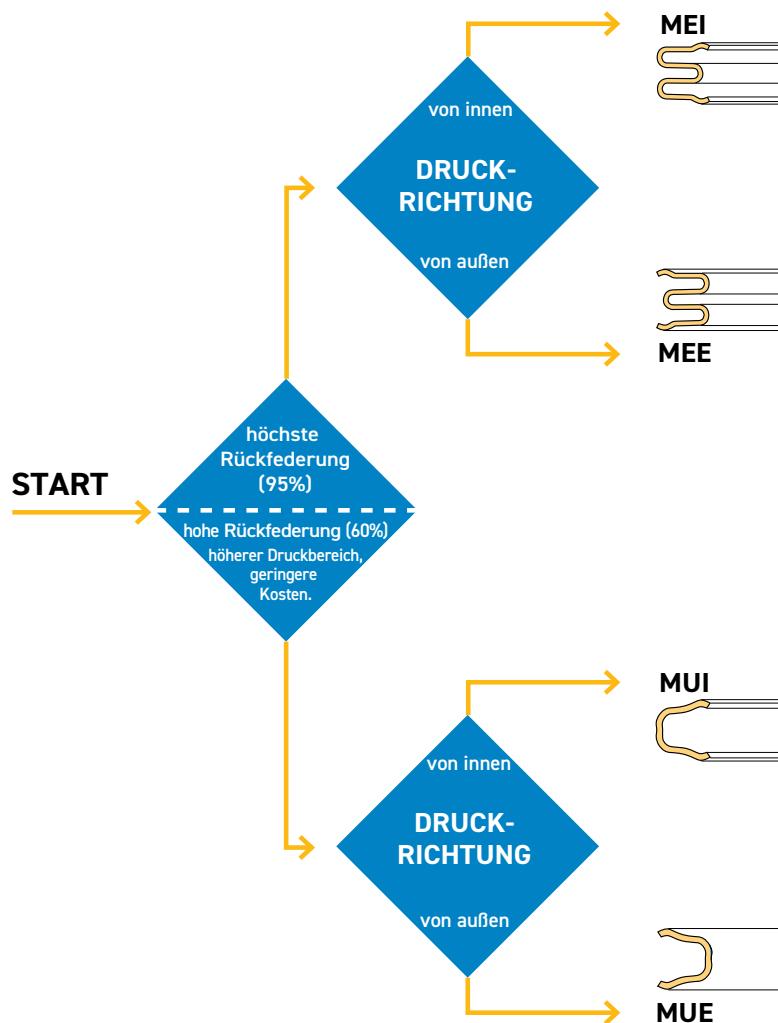 MEI
von innen
DRUCK-
RICHTUNG
von außen
MEE
höchste
Rückfederung
(95%)
START
hohe Rückfederung (60%)
höherer Druckbereich,
geringere
Kosten.
MUI
von innen
DRUCK-
RICHTUNG
von außen
MUE